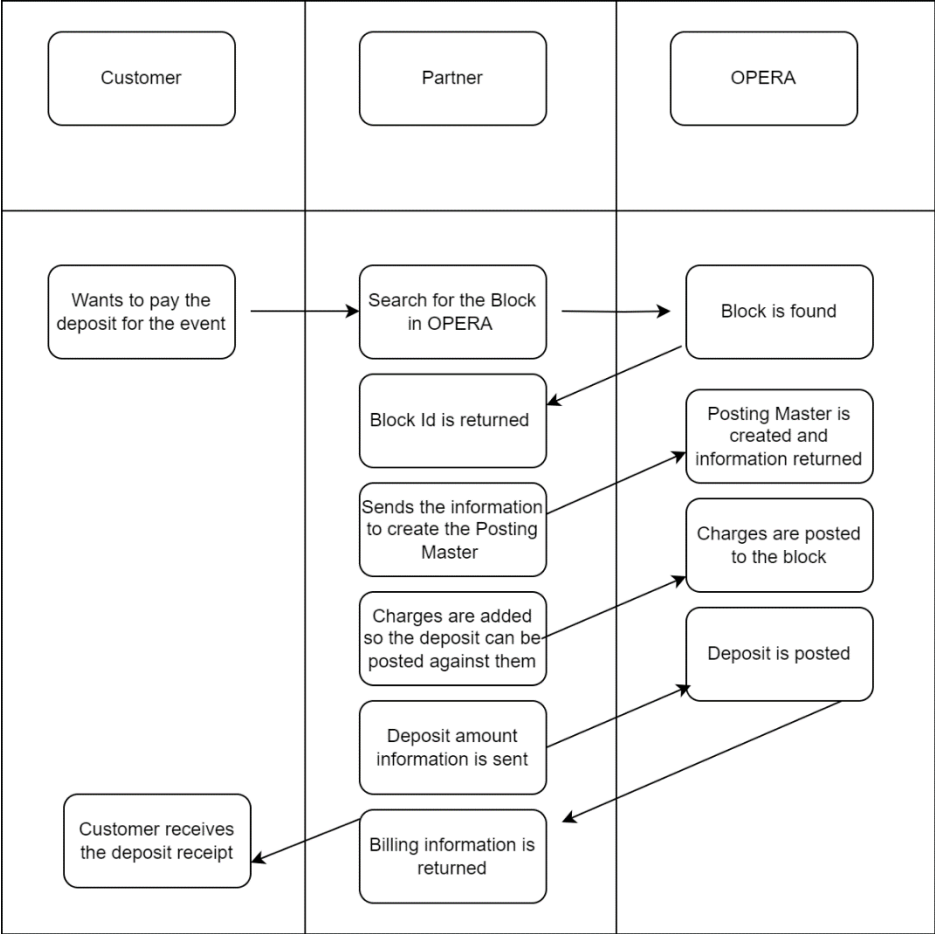 Customer
Partner
OPERA
Wants to pay the
deposit for the event
Search for the Block
in OPERA
Block is found
Block Id is returned
Posting Master is
created and
information returned
Sends the information
to create the Posting
Master
Charges are posted
to the block
Charges are added
so the deposit can be
posted against them
Deposit is posted
Deposit amount
information is sent
Customer receives
the deposit receipt
Billing information is
returned